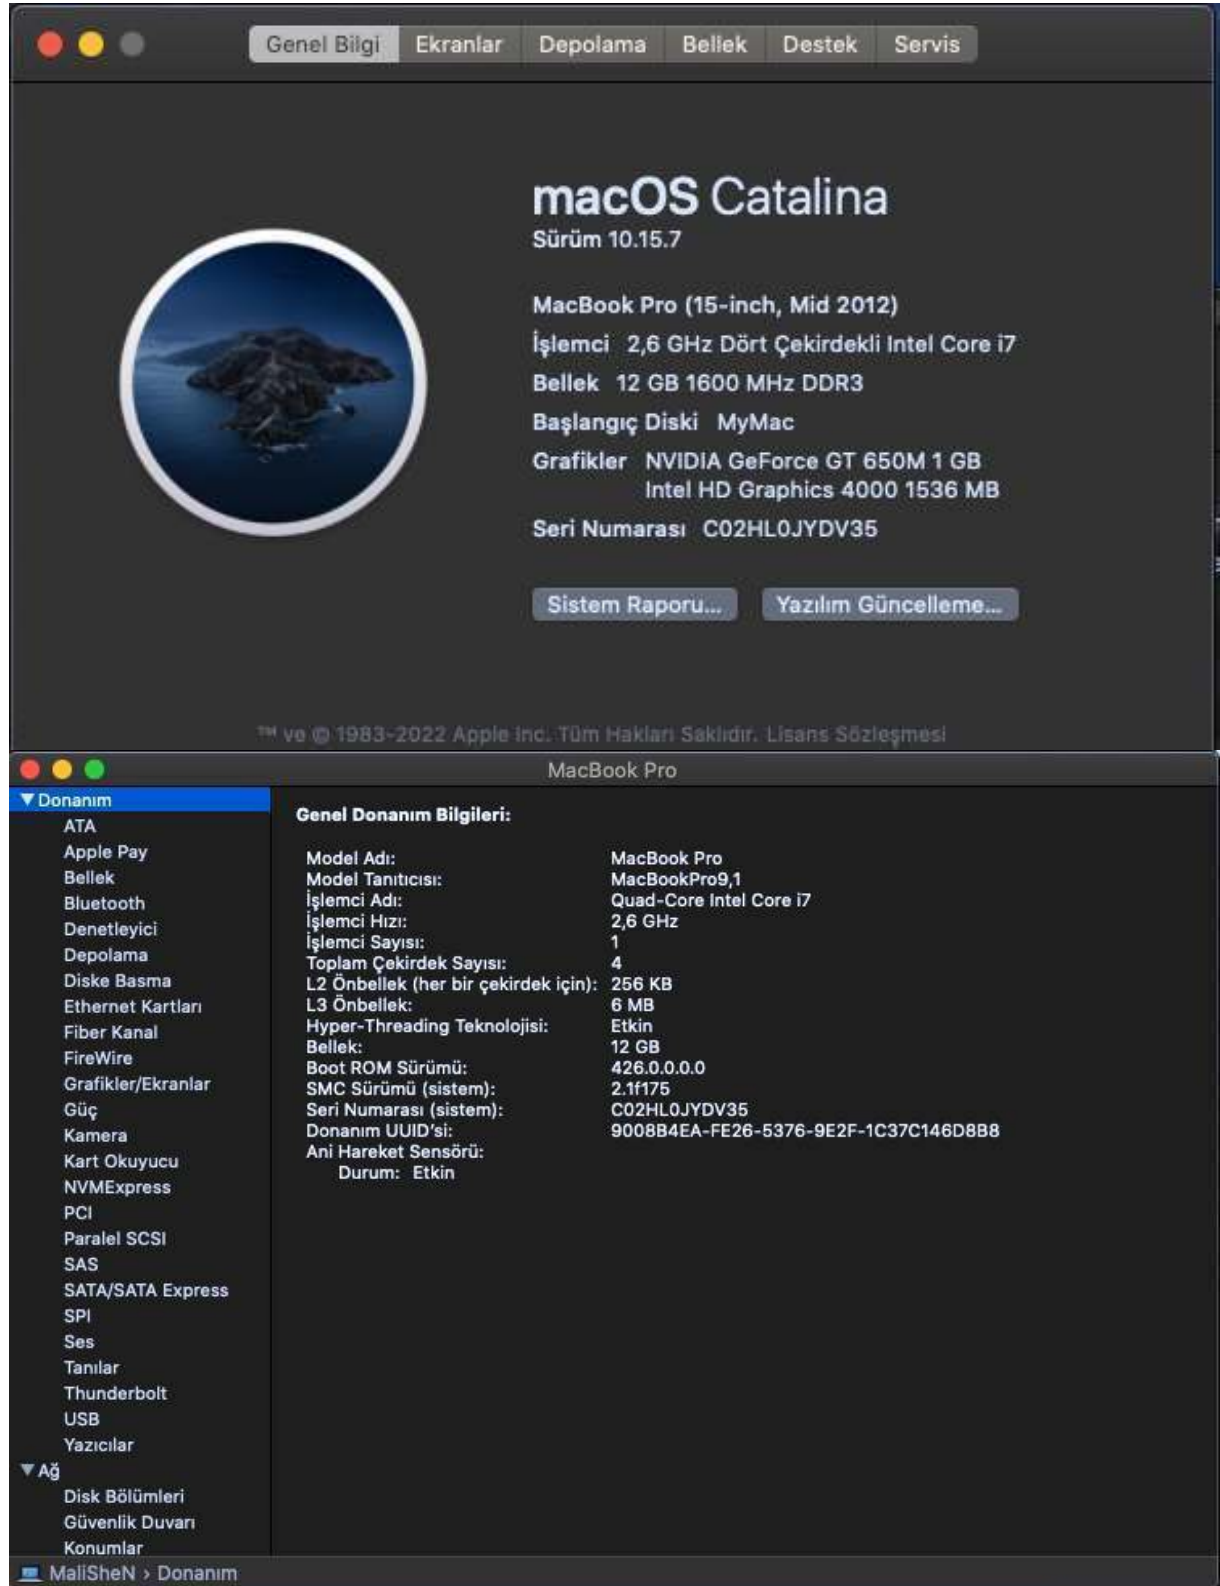 Genel Bilgi Ekranlar Depolama Bellek Destek Servis
macOS Catalina
Sürüm 10.15.7
MacBook Pro (15-inch, Mid 2012)
İşlemci 2,6 GHz Dört Çekirdekli Intel Core i7
Bellek 12 GB 1600 MHz DDR3
Başlangıç Diski MyMac
Grafikler NVIDIA GeForce GT 650M 1 GB
Intel HD Graphics 4000 1536 MB
Seri Numarası C02HL0JYDV35
Sistem Raporu... Yazılım Güncelleme...
™ ve © 1983-2022 Apple Inc. Tüm Hakları Saklıdır. Lisans Sözleşmesi
MacBook Pro
Donanım
ATA
Apple Pay
Bellek
Bluetooth
Denetleyici
Depolama
Diske Basma
Ethernet Kartları
Fiber Kanal
FireWire
Grafikler/Ekranlar
Güç
Kamera
Kart Okuyucu
NVMExpress
PCI
Paralel SCSI
SAS
SATA/SATA Express
SPI
Ses
Tanılar
Thunderbolt
USB
Yazıcılar
Ağ
Disk Bölümleri
Güvenlik Duvarı
Konumlar
Genel Donanım Bilgileri:
Model Adı: MacBook Pro
Model Tanıtıcısı: MacBookPro9,1
İşlemci Adı: Quad-Core Intel Core i7
İşlemci Hızı: 2,6 GHz
İşlemci Sayısı: 1
Toplam Çekirdek Sayısı: 4
L2 Önbellek (her bir çekirdek için): 256 KB
L3 Önbellek: 6 MB
Hyper-Threading Teknolojisi: Etkin
Bellek: 12 GB
Boot ROM Sürümü: 426.0.0.0.0
SMC Sürümü (sistem): 2.1f175
Seri Numarası (sistem): C02HL0JYDV35
Donanım UUID'si: 9008B4EA-FE26-5376-9E2F-1C37C146D8B8
Ani Hareket Sensörü:
Durum: Etkin
MaliSheN › Donanım